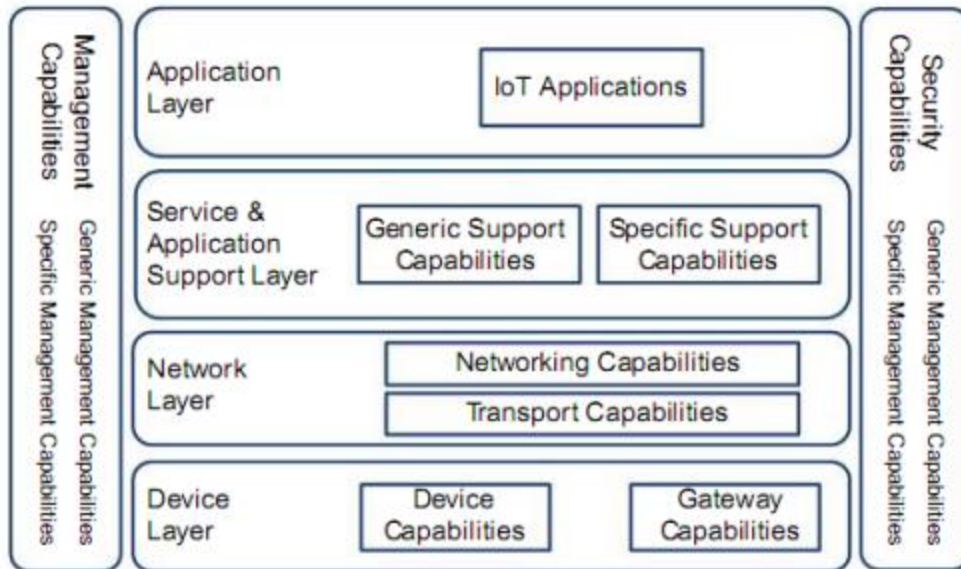 Management
Capabilities
Generic Management Capabilities
Specific Management Capabilities
Application
Layer
IoT Applications
Service &
Application
Support Layer
Generic Support
Capabilities
Specific Support
Capabilities
Network
Layer
Networking Capabilities
Transport Capabilities
Device
Layer
Device
Capabilities
Gateway
Capabilities
Security
Capabilities
Generic Management Capabilities
Specific Management Capabilities